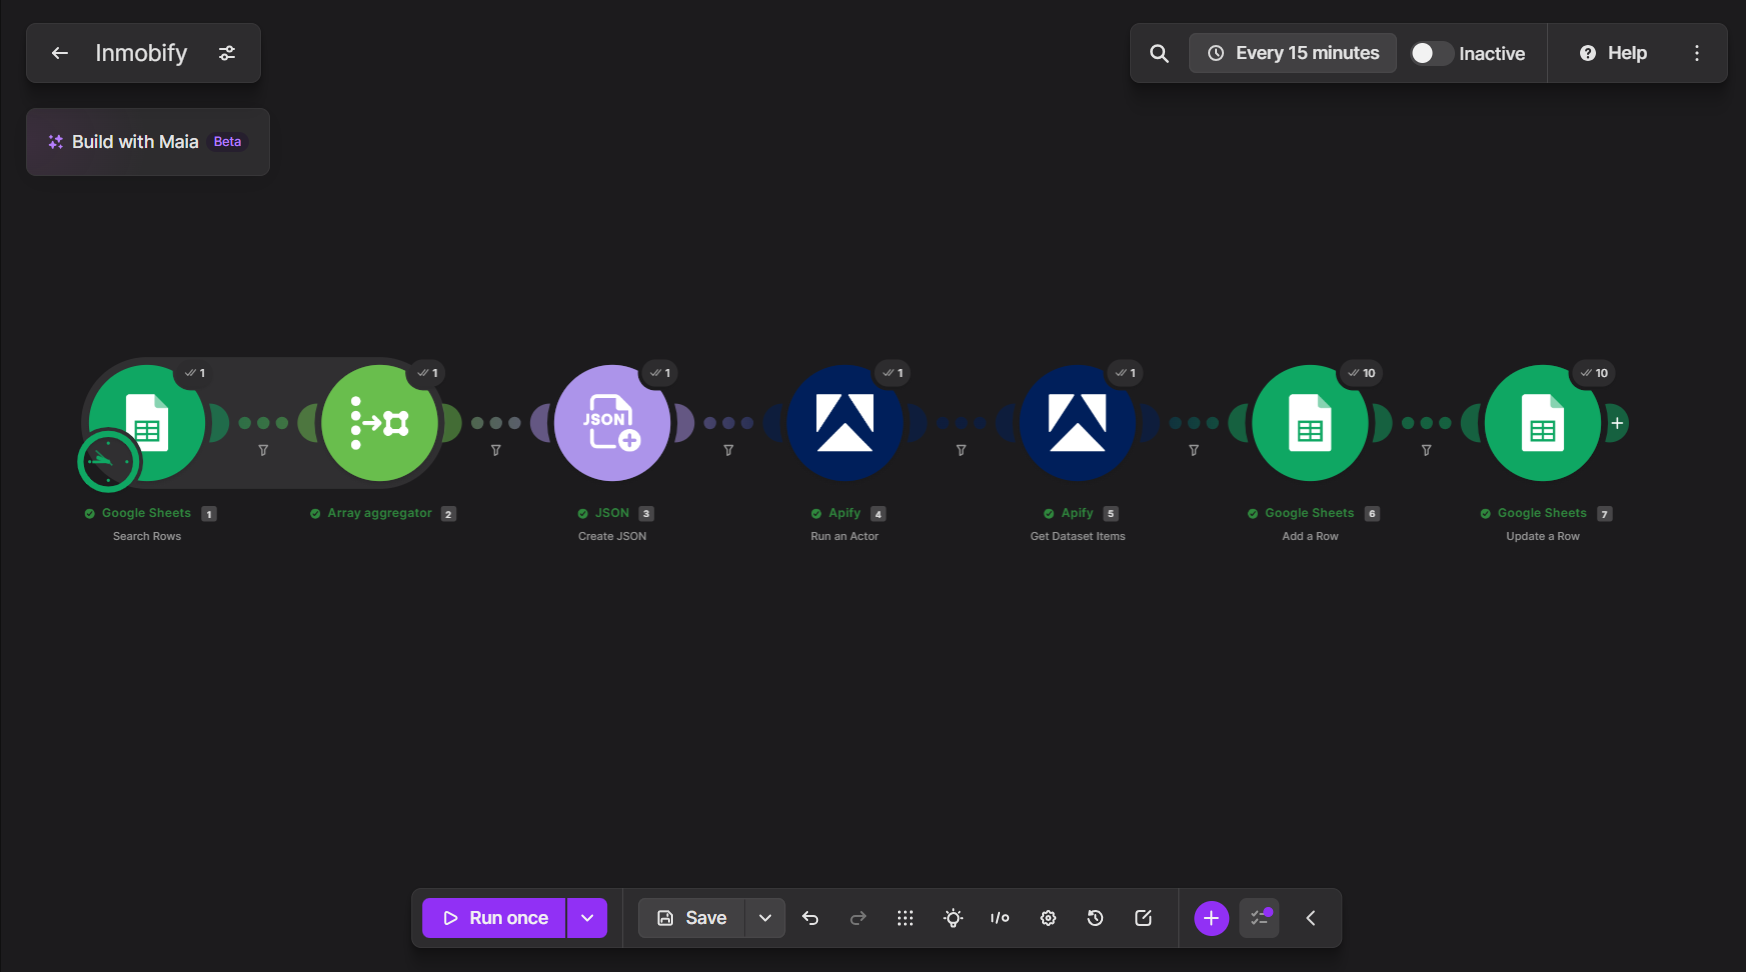 Inmobify
Every 15 minutes
Inactive
Help
Build with Maia Beta
1
1
1
1
1
10
10
JSON
Google Sheets 1
Search Rows
Array aggregator 2
JSON 3
Create JSON
Apify 4
Run an Actor
Apify 5
Get Dataset Items
Google Sheets 6
Add a Row
Google Sheets 7
Update a Row
Run once
Save